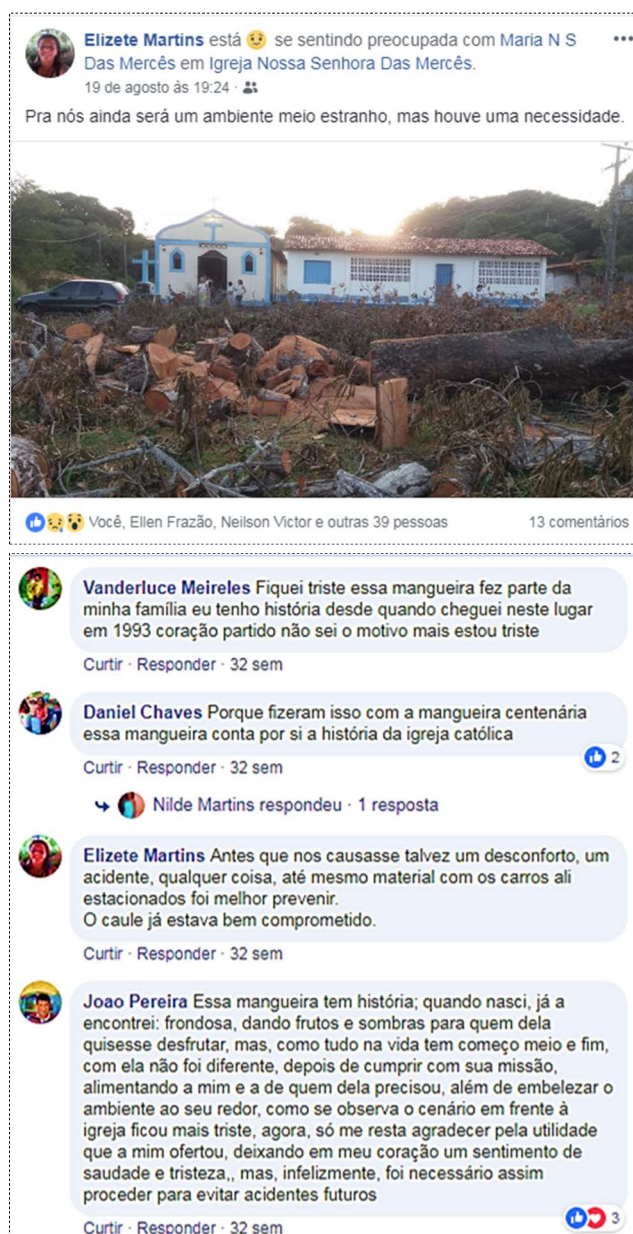 Elizete Martins está se sentindo preocupada com Maria N S
Das Mercês em Igreja Nossa Senhora Das Mercês.
19 de agosto às 19:24 ·
Pra nós ainda será um ambiente meio estranho, mas houve uma necessidade.
Você, Ellen Frazão, Neilson Victor e outras 39 pessoas 13 comentários
Vanderluce Meireles Fiquei triste essa mangueira fez parte da
minha família eu tenho história desde quando cheguei neste lugar
em 1993 coração partido não sei o motivo mais estou triste
Curtir · Responder · 32 sem
Daniel Chaves Porque fizeram isso com a mangueira centenária
essa mangueira conta por si a história da igreja católica
2
Curtir · Responder · 32 sem
Nilde Martins respondeu · 1 resposta
Elizete Martins Antes que nos causasse talvez um desconforto, um
acidente, qualquer coisa, até mesmo material com os carros ali
estacionados foi melhor prevenir.
O caule já estava bem comprometido.
Curtir · Responder · 32 sem
Joao Pereira Essa mangueira tem história; quando nasci, já a
encontrei: frondosa, dando frutos e sombras para quem dela
quisesse desfrutar, mas, como tudo na vida tem começo meio e fim,
com ela não foi diferente, depois de cumprir com sua missão,
alimentando a mim e a de quem dela precisou, além de embelezar o
ambiente ao seu redor, como se observa o cenário em frente à
igreja ficou mais triste, agora, só me resta agradecer pela utilidade
que a mim ofertou, deixando em meu coração um sentimento de
saudade e tristeza,, mas, infelizmente, foi necessário assim
proceder para evitar acidentes futuros
3
Curtir · Responder · 32 sem